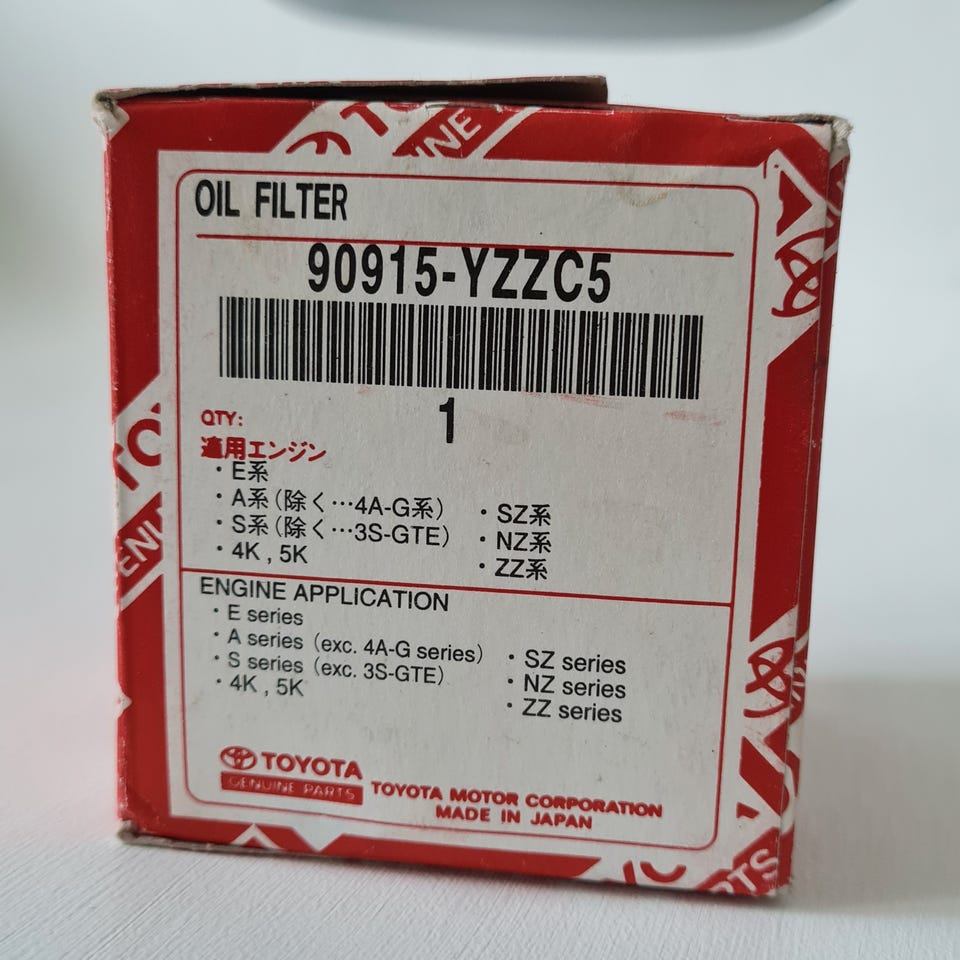 INE
OIL FILTER
90915-YZZC5
QTY: 1
適用エンジン
・E系
・A系(除く…4A-G系)
・S系(除く…3S-GTE)
・4K , 5K
・SZ系
・NZ系
・ZZ系
ENGINE APPLICATION
・E series
・A series (exc. 4A-G series)
・S series (exc. 3S-GTE)
・4K , 5K
・SZ series
・NZ series
・ZZ series
TOYOTA
GENUINE PARTS
TOYOTA MOTOR CORPORATION
MADE IN JAPAN